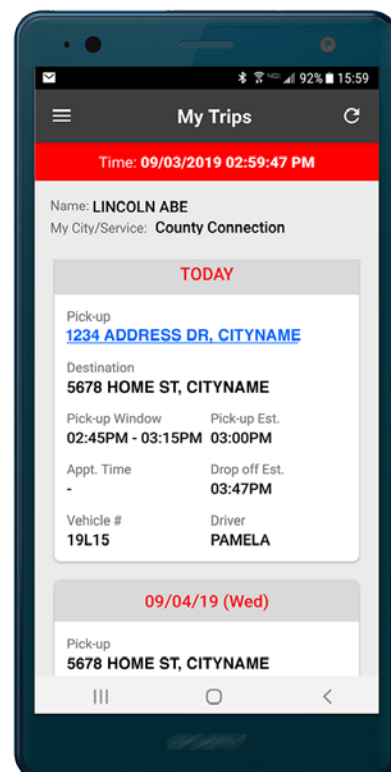 92% 15:59
My Trips
Time: 09/03/2019 02:59:47 PM
Name: LINCOLN ABE
My City/Service: County Connection
TODAY
Pick-up
1234 ADDRESS DR, CITYNAME
Destination
5678 HOME ST, CITYNAME
Pick-up Window Pick-up Est.
02:45PM - 03:15PM 03:00PM
Appt. Time Drop off Est.
- 03:47PM
Vehicle # Driver
19L15 PAMELA
09/04/19 (Wed)
Pick-up
5678 HOME ST, CITYNAME